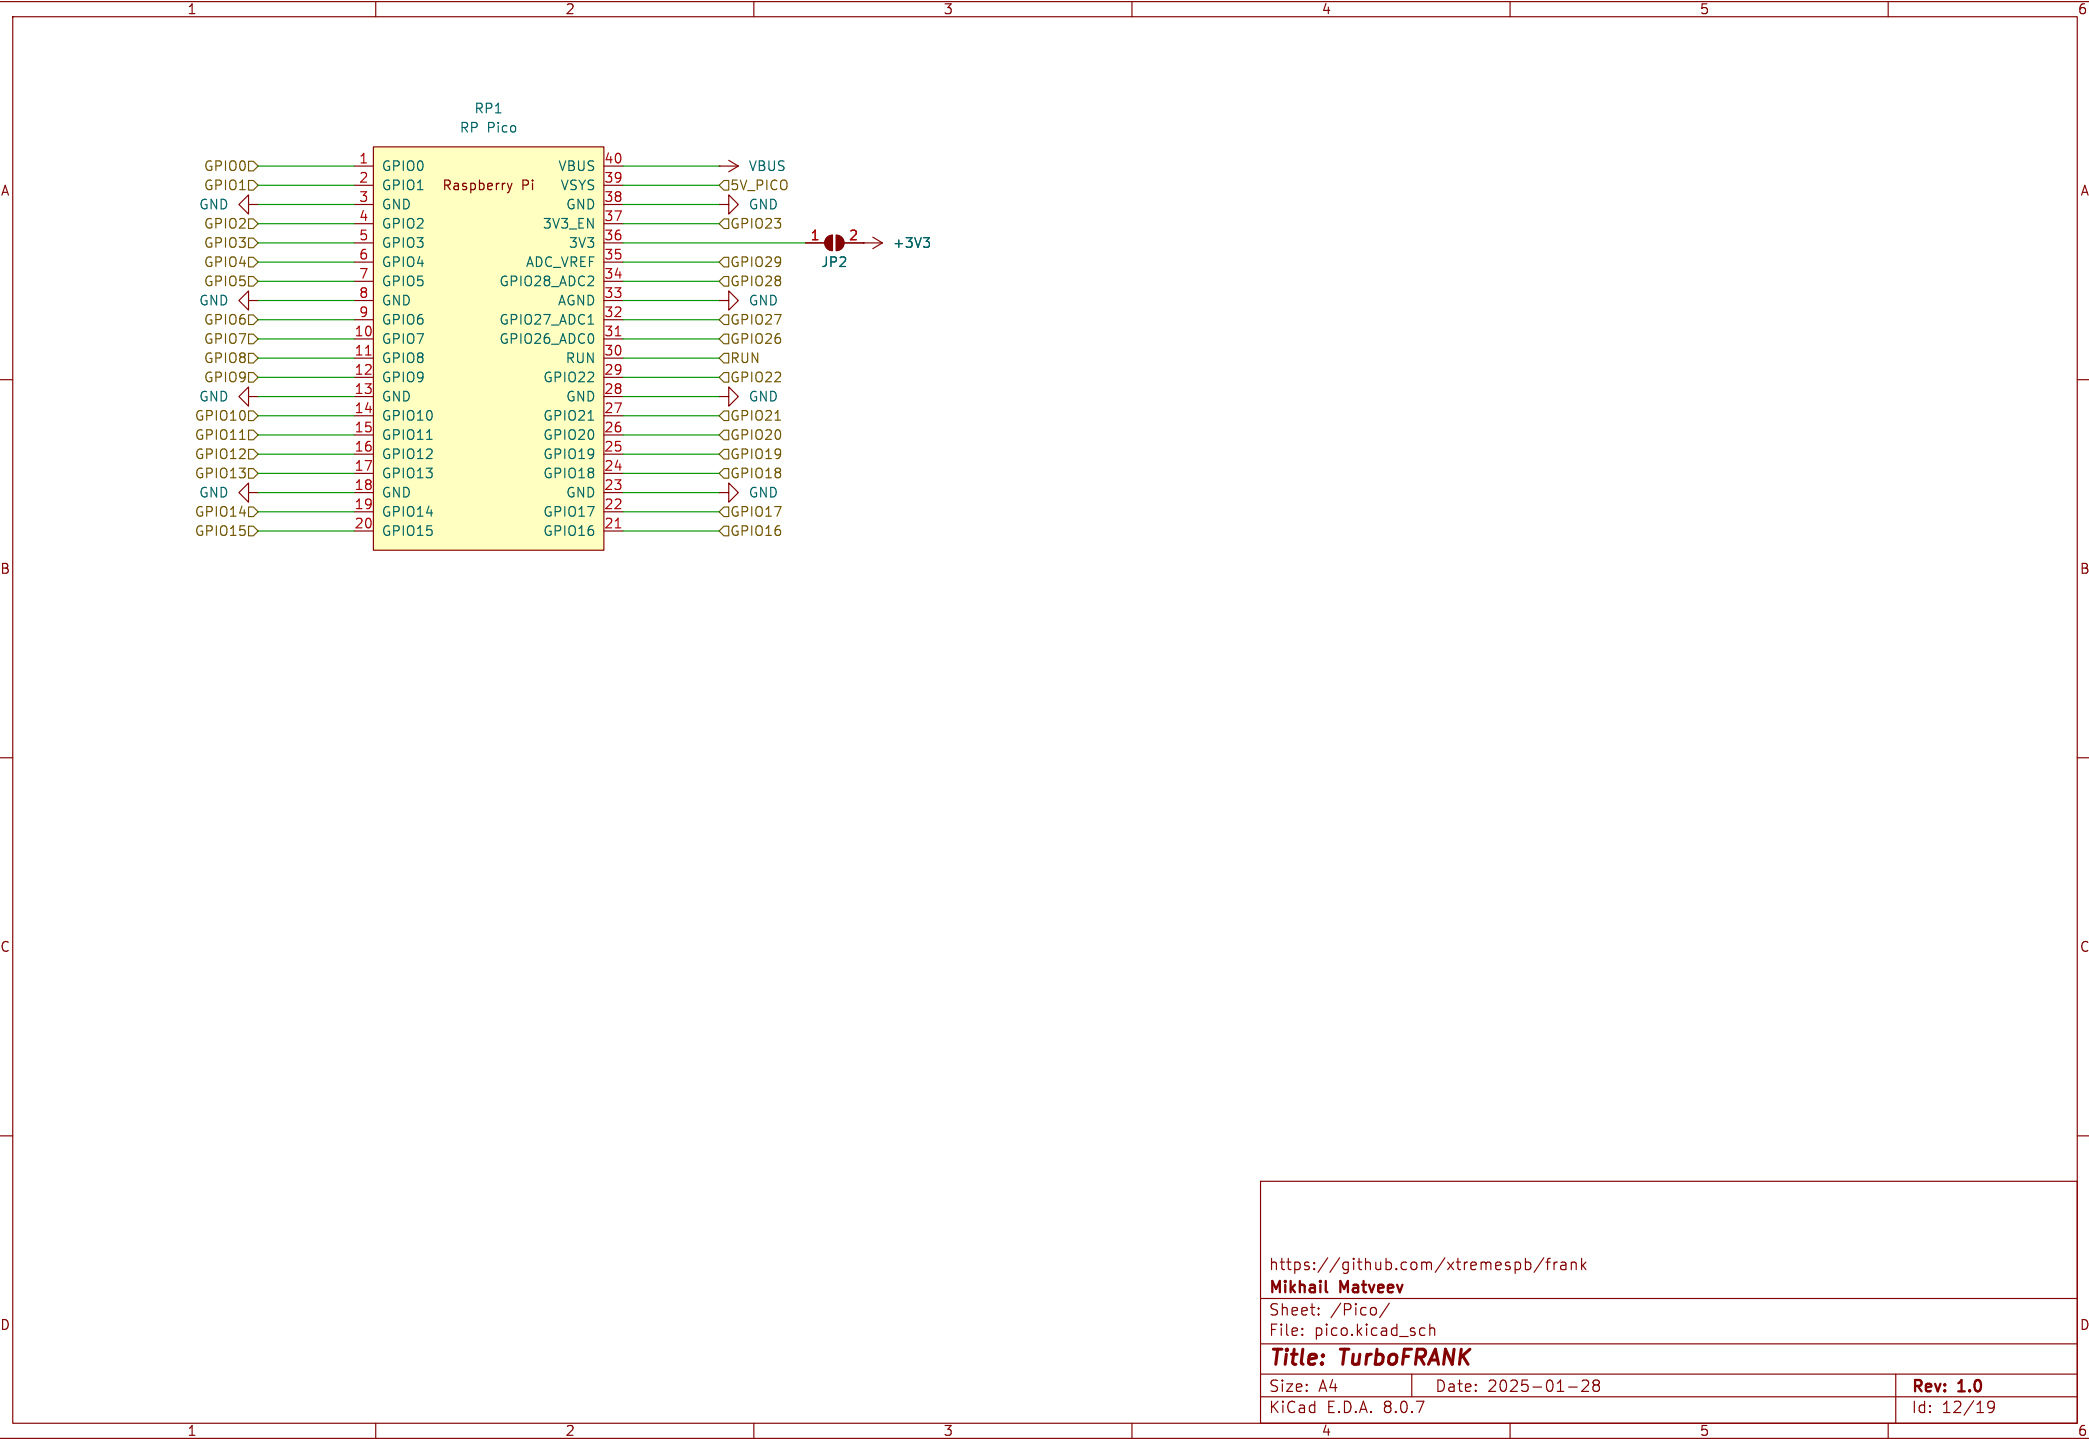 1 2 3 4 5 6
RP1
RP Pico
Raspberry Pi
GPIO0 1 GPIO0 VBUS 40 VBUS
GPIO1 2 GPIO1 VSYS 39 5V_PICO
GND 3 GND GND 38 GND
GPIO2 4 GPIO2 3V3_EN 37 GPIO23
GPIO3 5 GPIO3 3V3 36 1 2 +3V3
JP2
GPIO4 6 GPIO4 ADC_VREF 35 GPIO29
GPIO5 7 GPIO5 GPIO28_ADC2 34 GPIO28
GND 8 GND AGND 33 GND
GPIO6 9 GPIO6 GPIO27_ADC1 32 GPIO27
GPIO7 10 GPIO7 GPIO26_ADC0 31 GPIO26
GPIO8 11 GPIO8 RUN 30 RUN
GPIO9 12 GPIO9 GPIO22 29 GPIO22
GND 13 GND GND 28 GND
GPIO10 14 GPIO10 GPIO21 27 GPIO21
GPIO11 15 GPIO11 GPIO20 26 GPIO20
GPIO12 16 GPIO12 GPIO19 25 GPIO19
GPIO13 17 GPIO13 GPIO18 24 GPIO18
GND 18 GND GND 23 GND
GPIO14 19 GPIO14 GPIO17 22 GPIO17
GPIO15 20 GPIO15 GPIO16 21 GPIO16
A A
B B
C C
D D
https://github.com/xtremespb/frank
Mikhail Matveev
Sheet: /Pico/
File: pico.kicad_sch
Title: TurboFRANK
Size: A4 Date: 2025-01-28 Rev: 1.0
KiCad E.D.A. 8.0.7 Id: 12/19
1 2 3 4 5 6